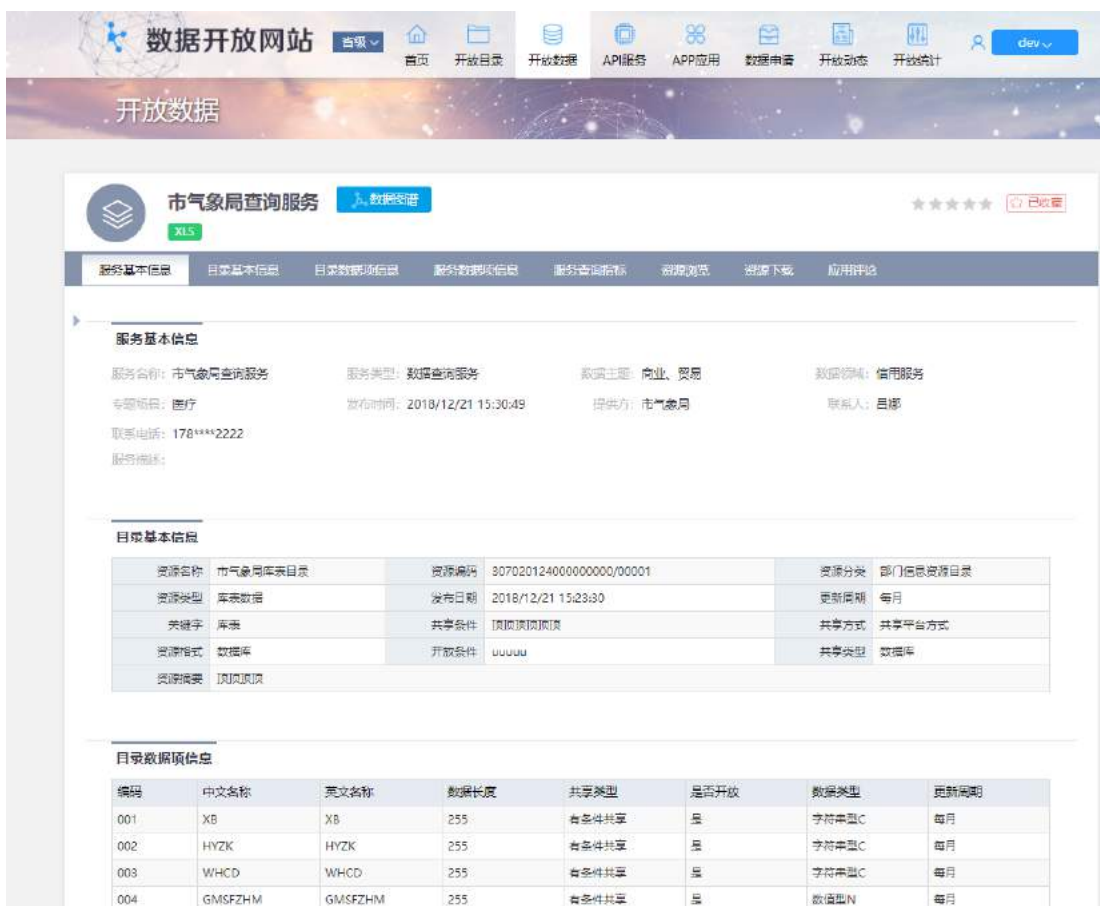 数据开放网站 省级 首页 开放目录 开放数据 API服务 APP应用 数据申请 开放动态 开放统计 dev
开放数据
市气象局查询服务 数据图谱 已收藏
XLS
服务基本信息 目录基本信息 目录数据项信息 服务数据项信息 服务查询指标 资源浏览 资源下载 应用评论
服务基本信息
服务名称: 市气象局查询服务 服务类型: 数据查询服务 数据主题: 商业、贸易 数据领域: 信用服务
专题场景: 医疗 发布时间: 2018/12/21 15:30:49 提供方: 市气象局 联系人: 吕娜
联系电话: 178****2222
服务描述:
目录基本信息
资源名称 市气象局库表目录 资源编码 307020124000000000/00001 资源分类 部门信息资源目录
资源类型 库表数据 发布日期 2018/12/21 15:23:30 更新周期 每月
关键字 库表 共享条件 顶顶顶顶顶顶 共享方式 共享平台方式
资源格式 数据库 开放条件 uuuuu 共享类型 数据库
资源摘要 顶顶顶顶
目录数据项信息
编码 中文名称 英文名称 数据长度 共享类型 是否开放 数据类型 更新周期
001 XB XB 255 有条件共享 是 字符串型C 每月
002 HYZK HYZK 255 有条件共享 是 字符串型C 每月
003 WHCD WHCD 255 有条件共享 是 字符串型C 每月
004 GMSFZHM GMSFZHM 255 有条件共享 是 数值型N 每月